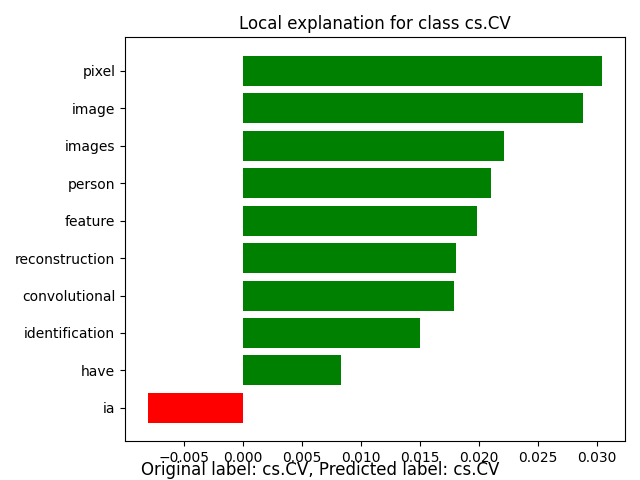 Local explanation for class cs.CV
pixel
image
images
person
feature
reconstruction
convolutional
identification
have
ia
−0.005 0.000 0.005 0.010 0.015 0.020 0.025 0.030
Original label: cs.CV, Predicted label: cs.CV